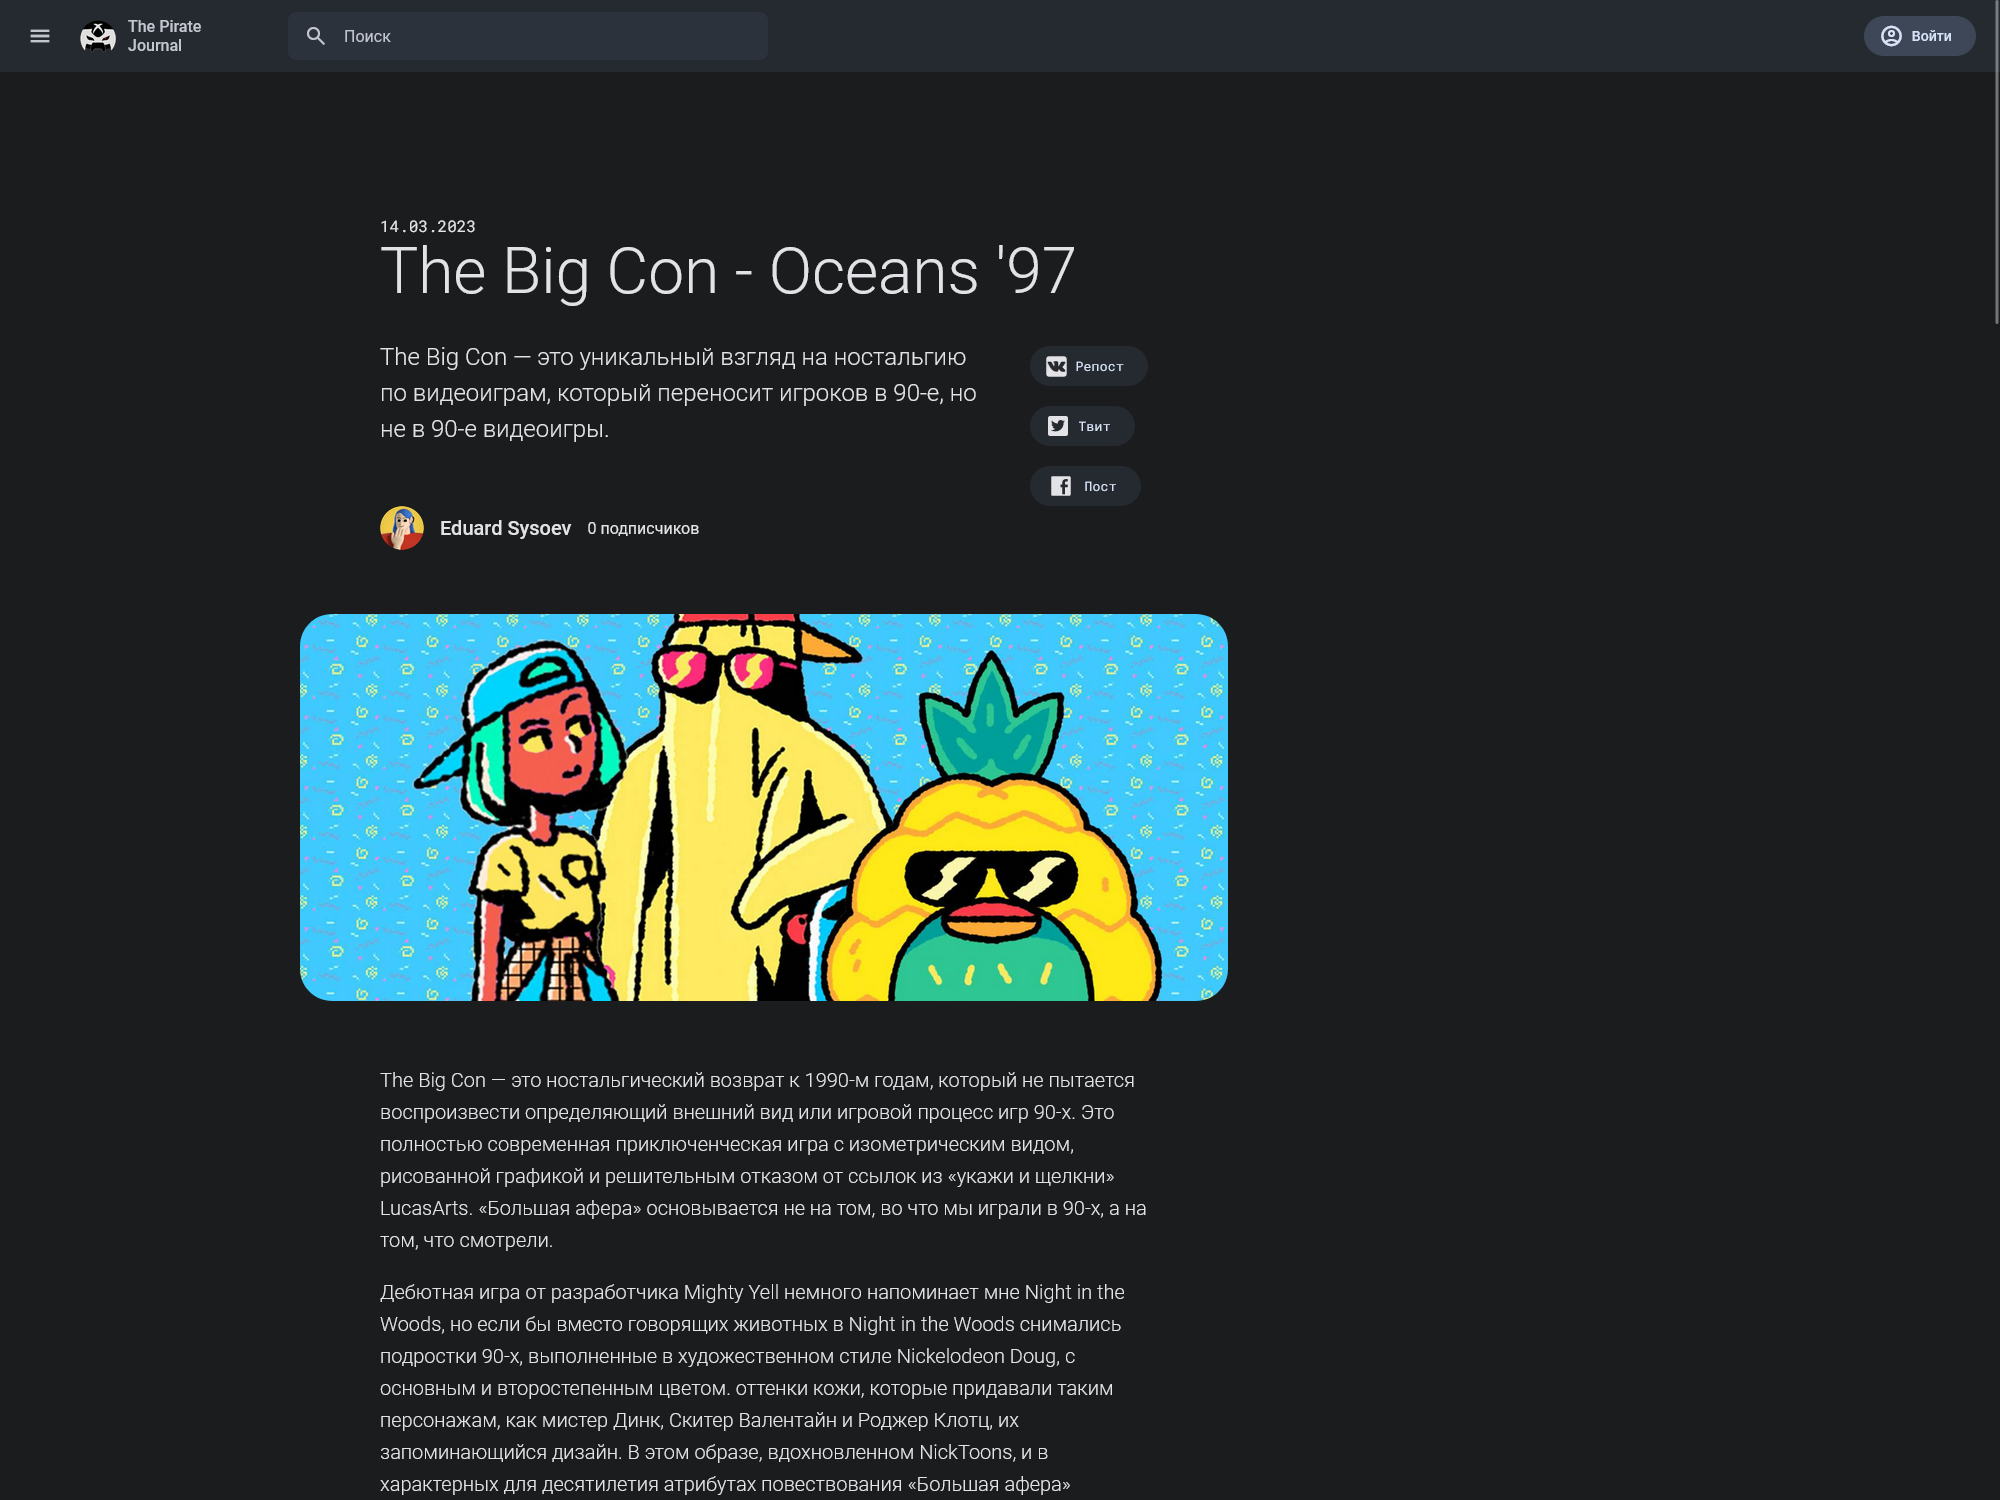 The Pirate
Journal
Поиск
Войти
14.03.2023
The Big Con - Oceans '97
The Big Con — это уникальный взгляд на ностальгию
по видеоиграм, который переносит игроков в 90-е, но
не в 90-е видеоигры.
Репост
Твит
Пост
Eduard Sysoev 0 подписчиков
The Big Con — это ностальгический возврат к 1990-м годам, который не пытается
воспроизвести определяющий внешний вид или игровой процесс игр 90-х. Это
полностью современная приключенческая игра с изометрическим видом,
рисованной графикой и решительным отказом от ссылок из «укажи и щелкни»
LucasArts. «Большая афера» основывается не на том, во что мы играли в 90-х, а на
том, что смотрели.
Дебютная игра от разработчика Mighty Yell немного напоминает мне Night in the
Woods, но если бы вместо говорящих животных в Night in the Woods снимались
подростки 90-х, выполненные в художественном стиле Nickelodeon Doug, с
основным и второстепенным цветом. оттенки кожи, которые придавали таким
персонажам, как мистер Динк, Скитер Валентайн и Роджер Клотц, их
запоминающийся дизайн. В этом образе, вдохновленном NickToons, и в
характерных для десятилетия атрибутах повествования «Большая афера»